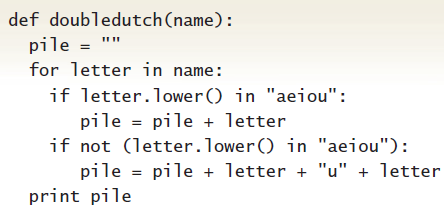 def doubledutch(name):
  pile = ""
  for letter in name:
    if letter.lower() in "aeiou":
        pile = pile + letter
    if not (letter.lower() in "aeiou"):
        pile = pile + letter + "u" + letter
  print pile